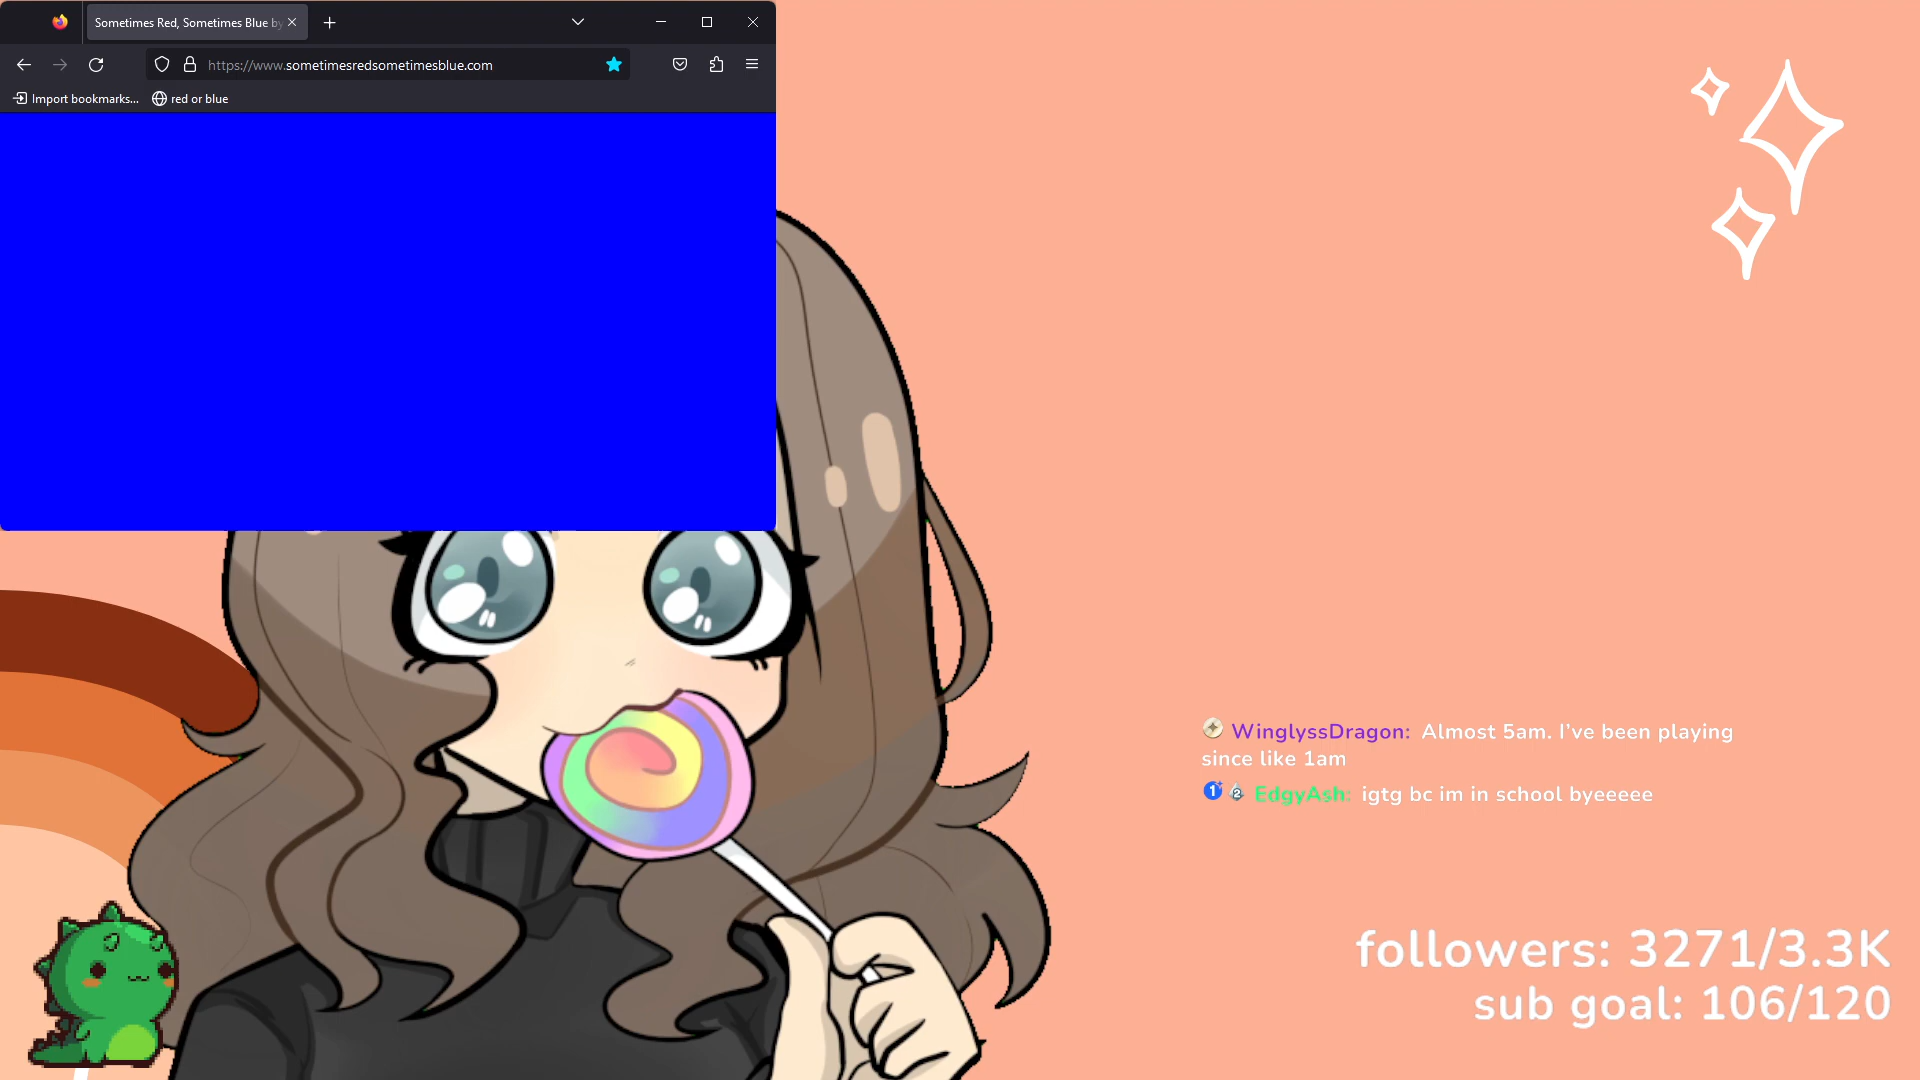 Sometimes Red, Sometimes Blue by
https://www.sometimesredsometimesblue.com
Import bookmarks... red or blue
WinglyssDragon: Almost 5am. I've been playing
since like 1am
1 2 EdgyAsh: igtg bc im in school byeeeee
followers: 3271/3.3K
sub goal: 106/120